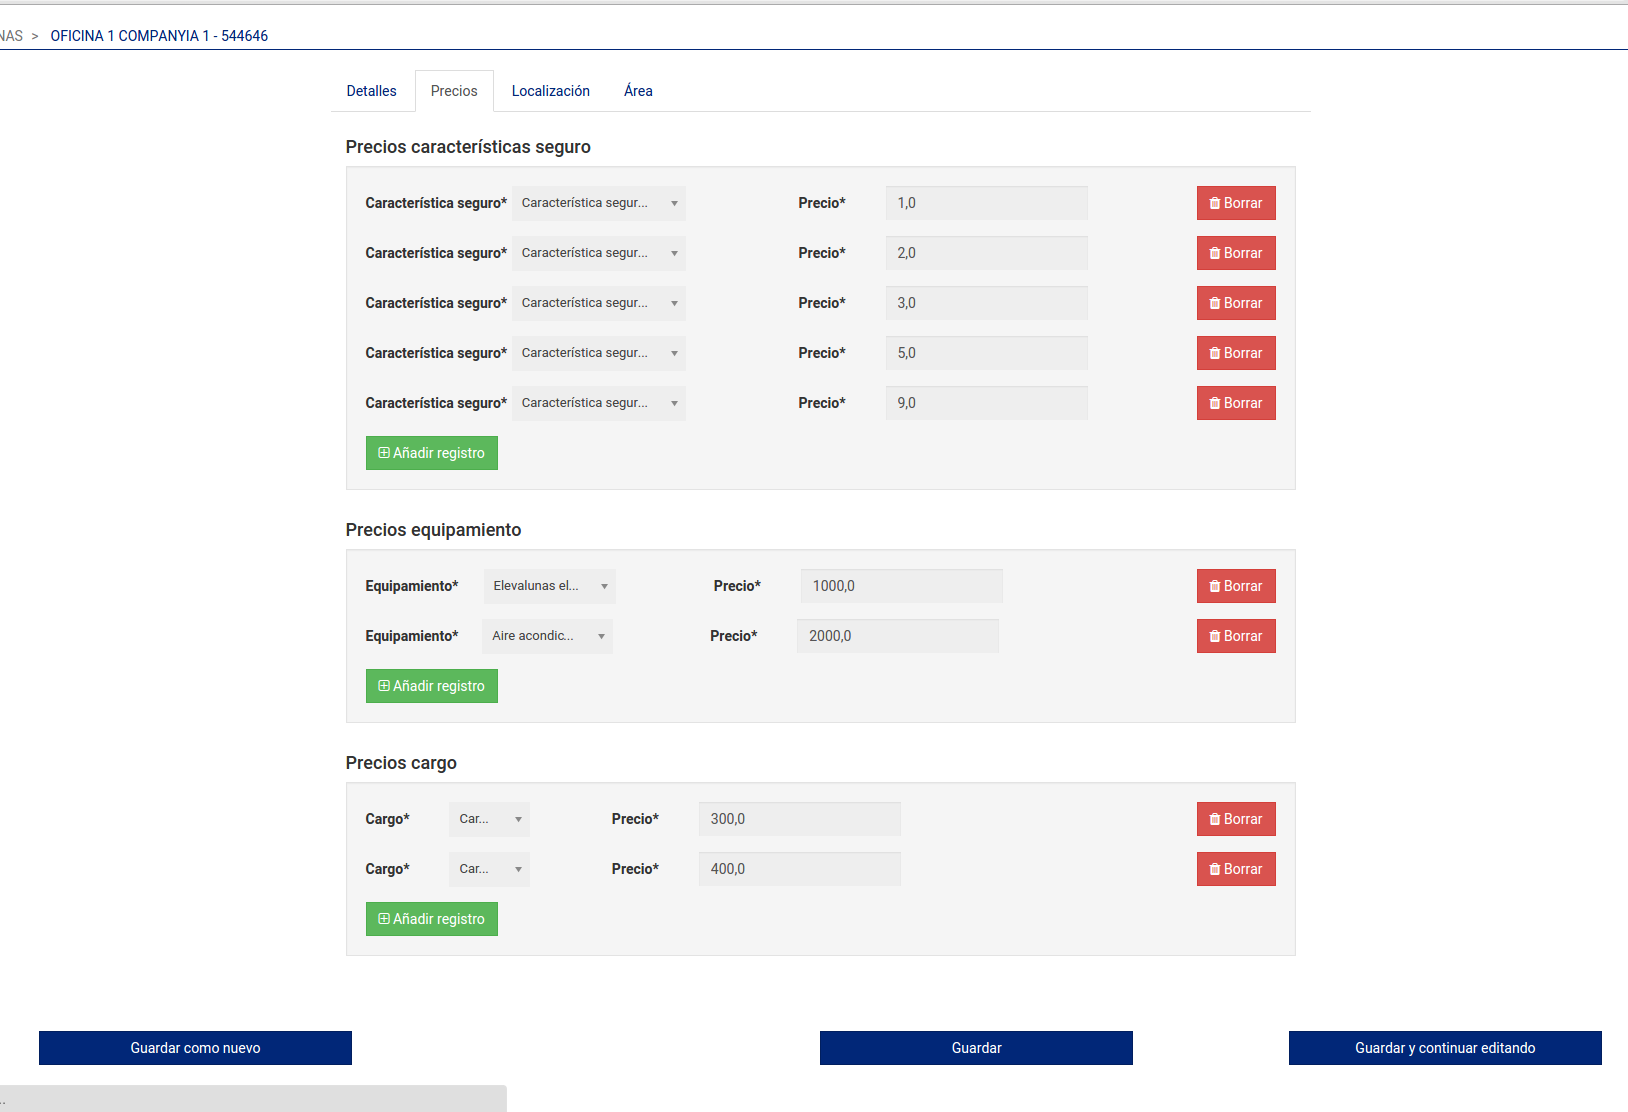 NAS > OFICINA 1 COMPANYIA 1 - 544646
Detalles Precios Localización Área
Precios características seguro
Característica seguro* Característica segur... Precio* 1,0 Borrar
Característica seguro* Característica segur... Precio* 2,0 Borrar
Característica seguro* Característica segur... Precio* 3,0 Borrar
Característica seguro* Característica segur... Precio* 5,0 Borrar
Característica seguro* Característica segur... Precio* 9,0 Borrar
Añadir registro
Precios equipamiento
Equipamiento* Elevalunas el... Precio* 1000,0 Borrar
Equipamiento* Aire acondic... Precio* 2000,0 Borrar
Añadir registro
Precios cargo
Cargo* Car... Precio* 300,0 Borrar
Cargo* Car... Precio* 400,0 Borrar
Añadir registro
Guardar como nuevo Guardar Guardar y continuar editando
..